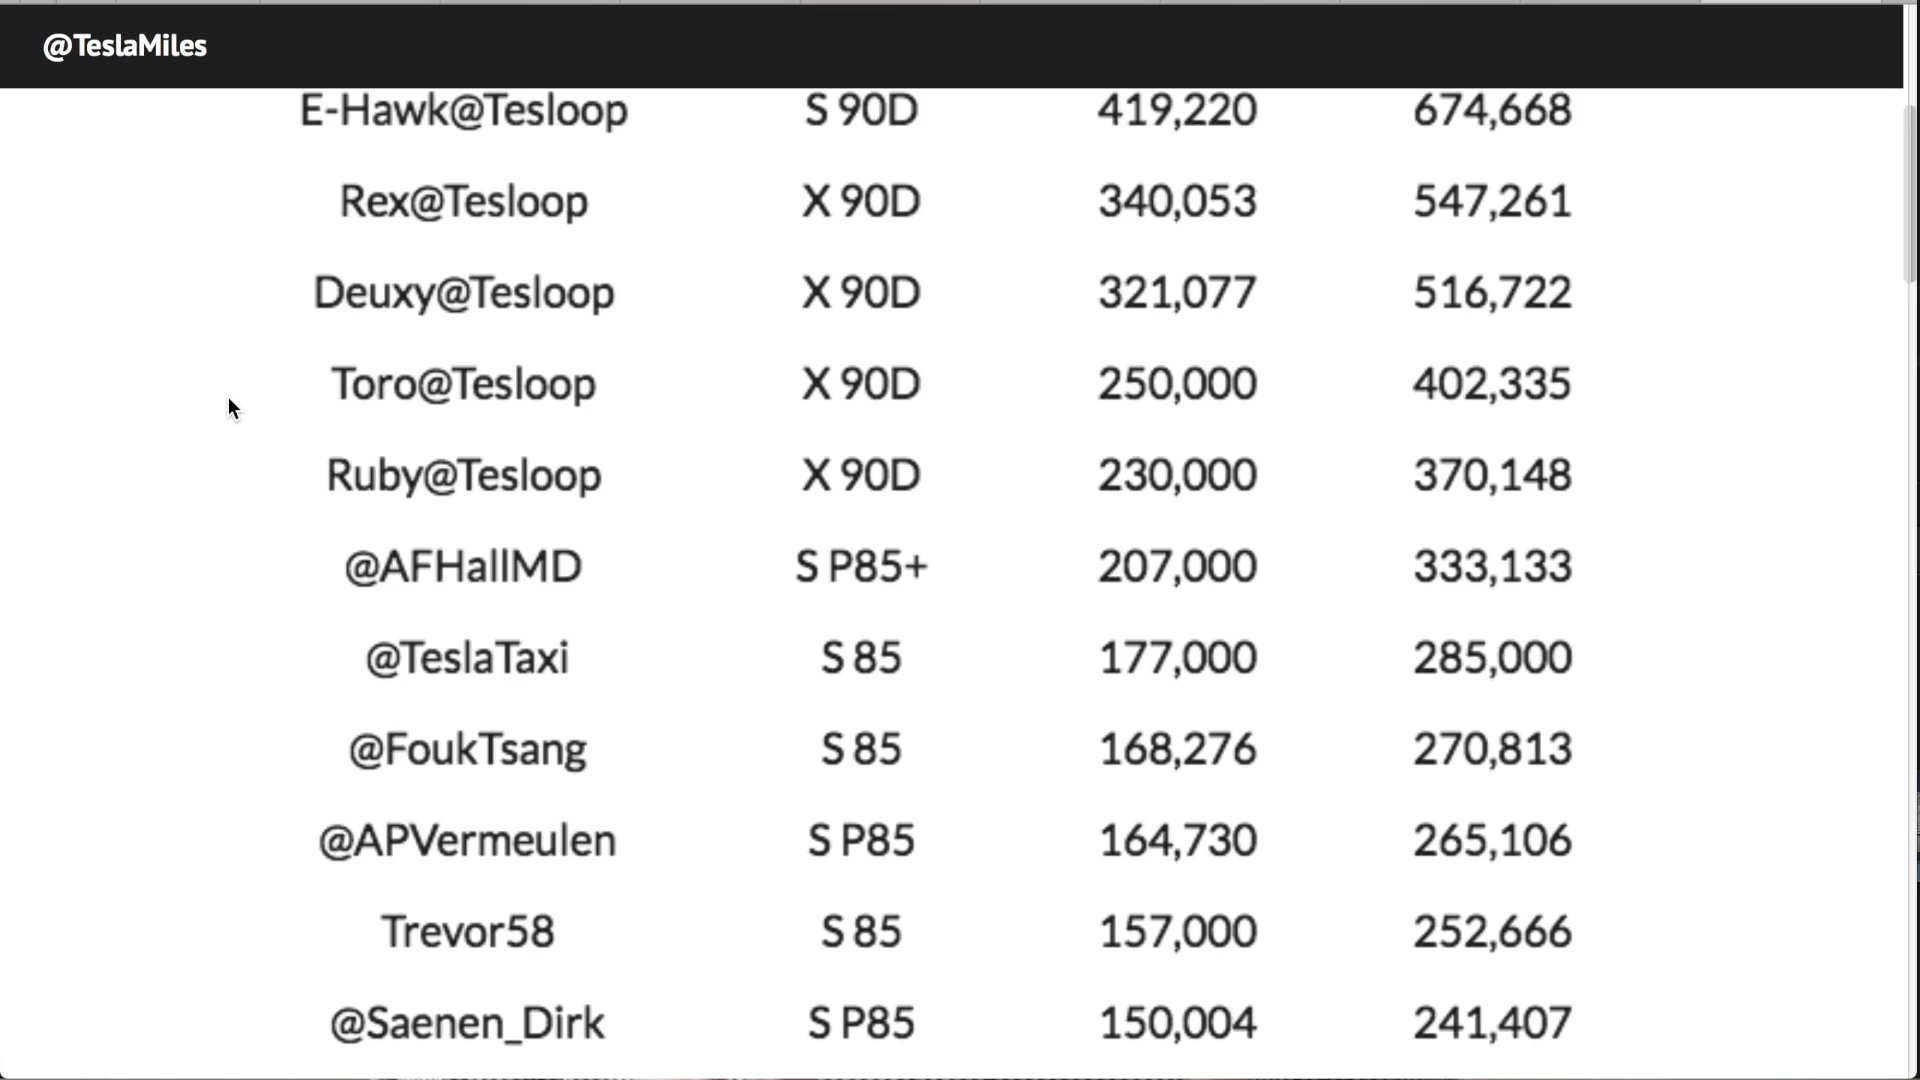 @TeslaMiles
E-Hawk@Tesloop S 90D 419,220 674,668
Rex@Tesloop X 90D 340,053 547,261
Deuxy@Tesloop X 90D 321,077 516,722
Toro@Tesloop X 90D 250,000 402,335
Ruby@Tesloop X 90D 230,000 370,148
@AFHallMD S P85+ 207,000 333,133
@TeslaTaxi S 85 177,000 285,000
@FoukTsang S 85 168,276 270,813
@APVermeulen S P85 164,730 265,106
Trevor58 S 85 157,000 252,666
@Saenen_Dirk S P85 150,004 241,407